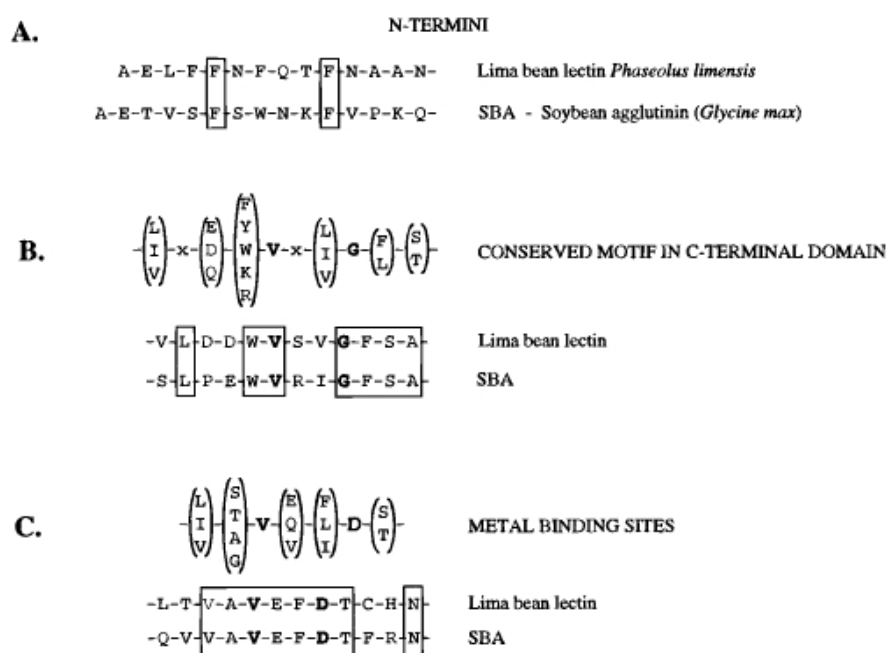 A.
N-TERMINI
A-E-L-F-F-N-F-Q-T-F-N-A-A-N- Lima bean lectin Phaseolus limensis
A-E-T-V-S-F-S-W-N-K-F-V-P-K-Q- SBA - Soybean agglutinin (Glycine max)
B.
-(L I V)-x-(E D Q)-(F Y W K R)-V-x-(L I V)-G-(F L)-(S T)- CONSERVED MOTIF IN C-TERMINAL DOMAIN
-V-L-D-D-W-V-S-V-G-F-S-A- Lima bean lectin
-S-L-P-E-W-V-R-I-G-F-S-A- SBA
C.
-(L I V)-(S T A G)-V-(E Q V)-(F L I)-D-(S T)- METAL BINDING SITES
-L-T-V-A-V-E-F-D-T-C-H-N- Lima bean lectin
-Q-V-V-A-V-E-F-D-T-F-R-N- SBA